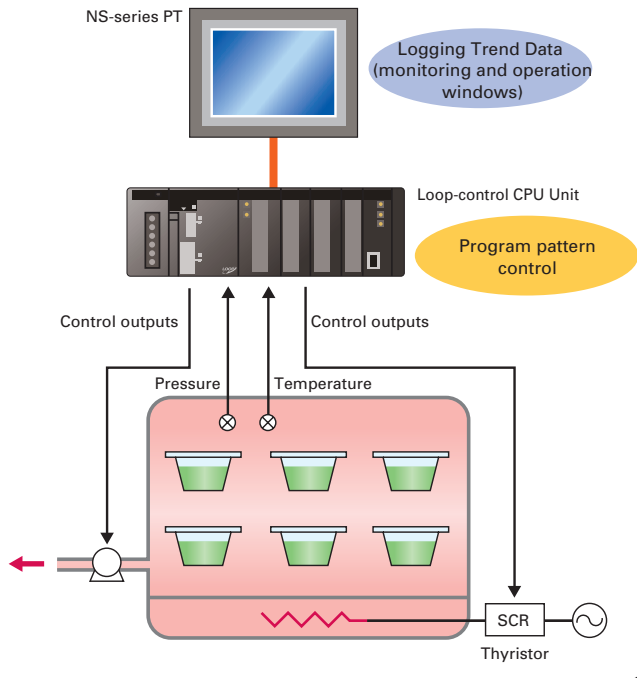 NS-series PT
Logging Trend Data
(monitoring and operation
windows)
Loop-control CPU Unit
Program pattern
control
Control outputs
Control outputs
Pressure
Temperature
SCR
Thyristor